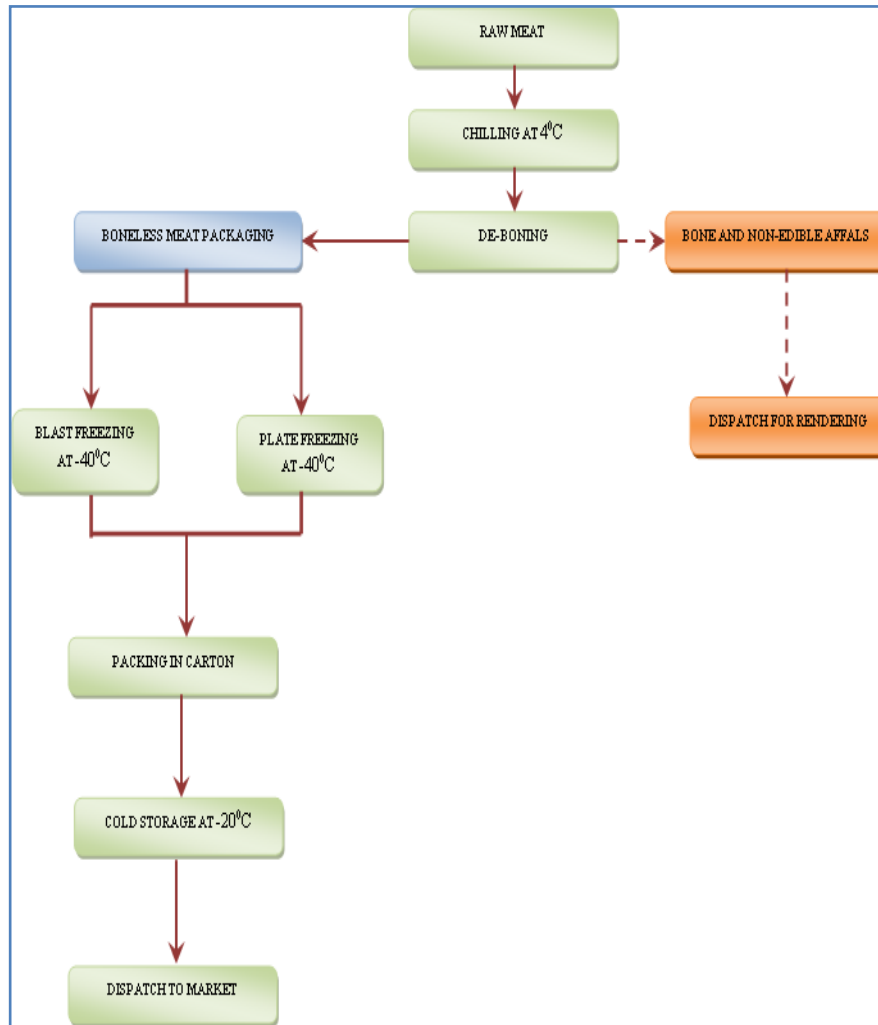 RAW MEAT
CHILLING AT 4⁰C
BONELESS MEAT PACKAGING
DE-BONING
BONE AND NON-EDIBLE AFFALS
BLAST FREEZING
AT -40⁰C
PLATE FREEZING
AT -40⁰C
DISPATCH FOR RENDERING
PACKING IN CARTON
COLD STORAGE AT -20⁰C
DISPATCH TO MARKET